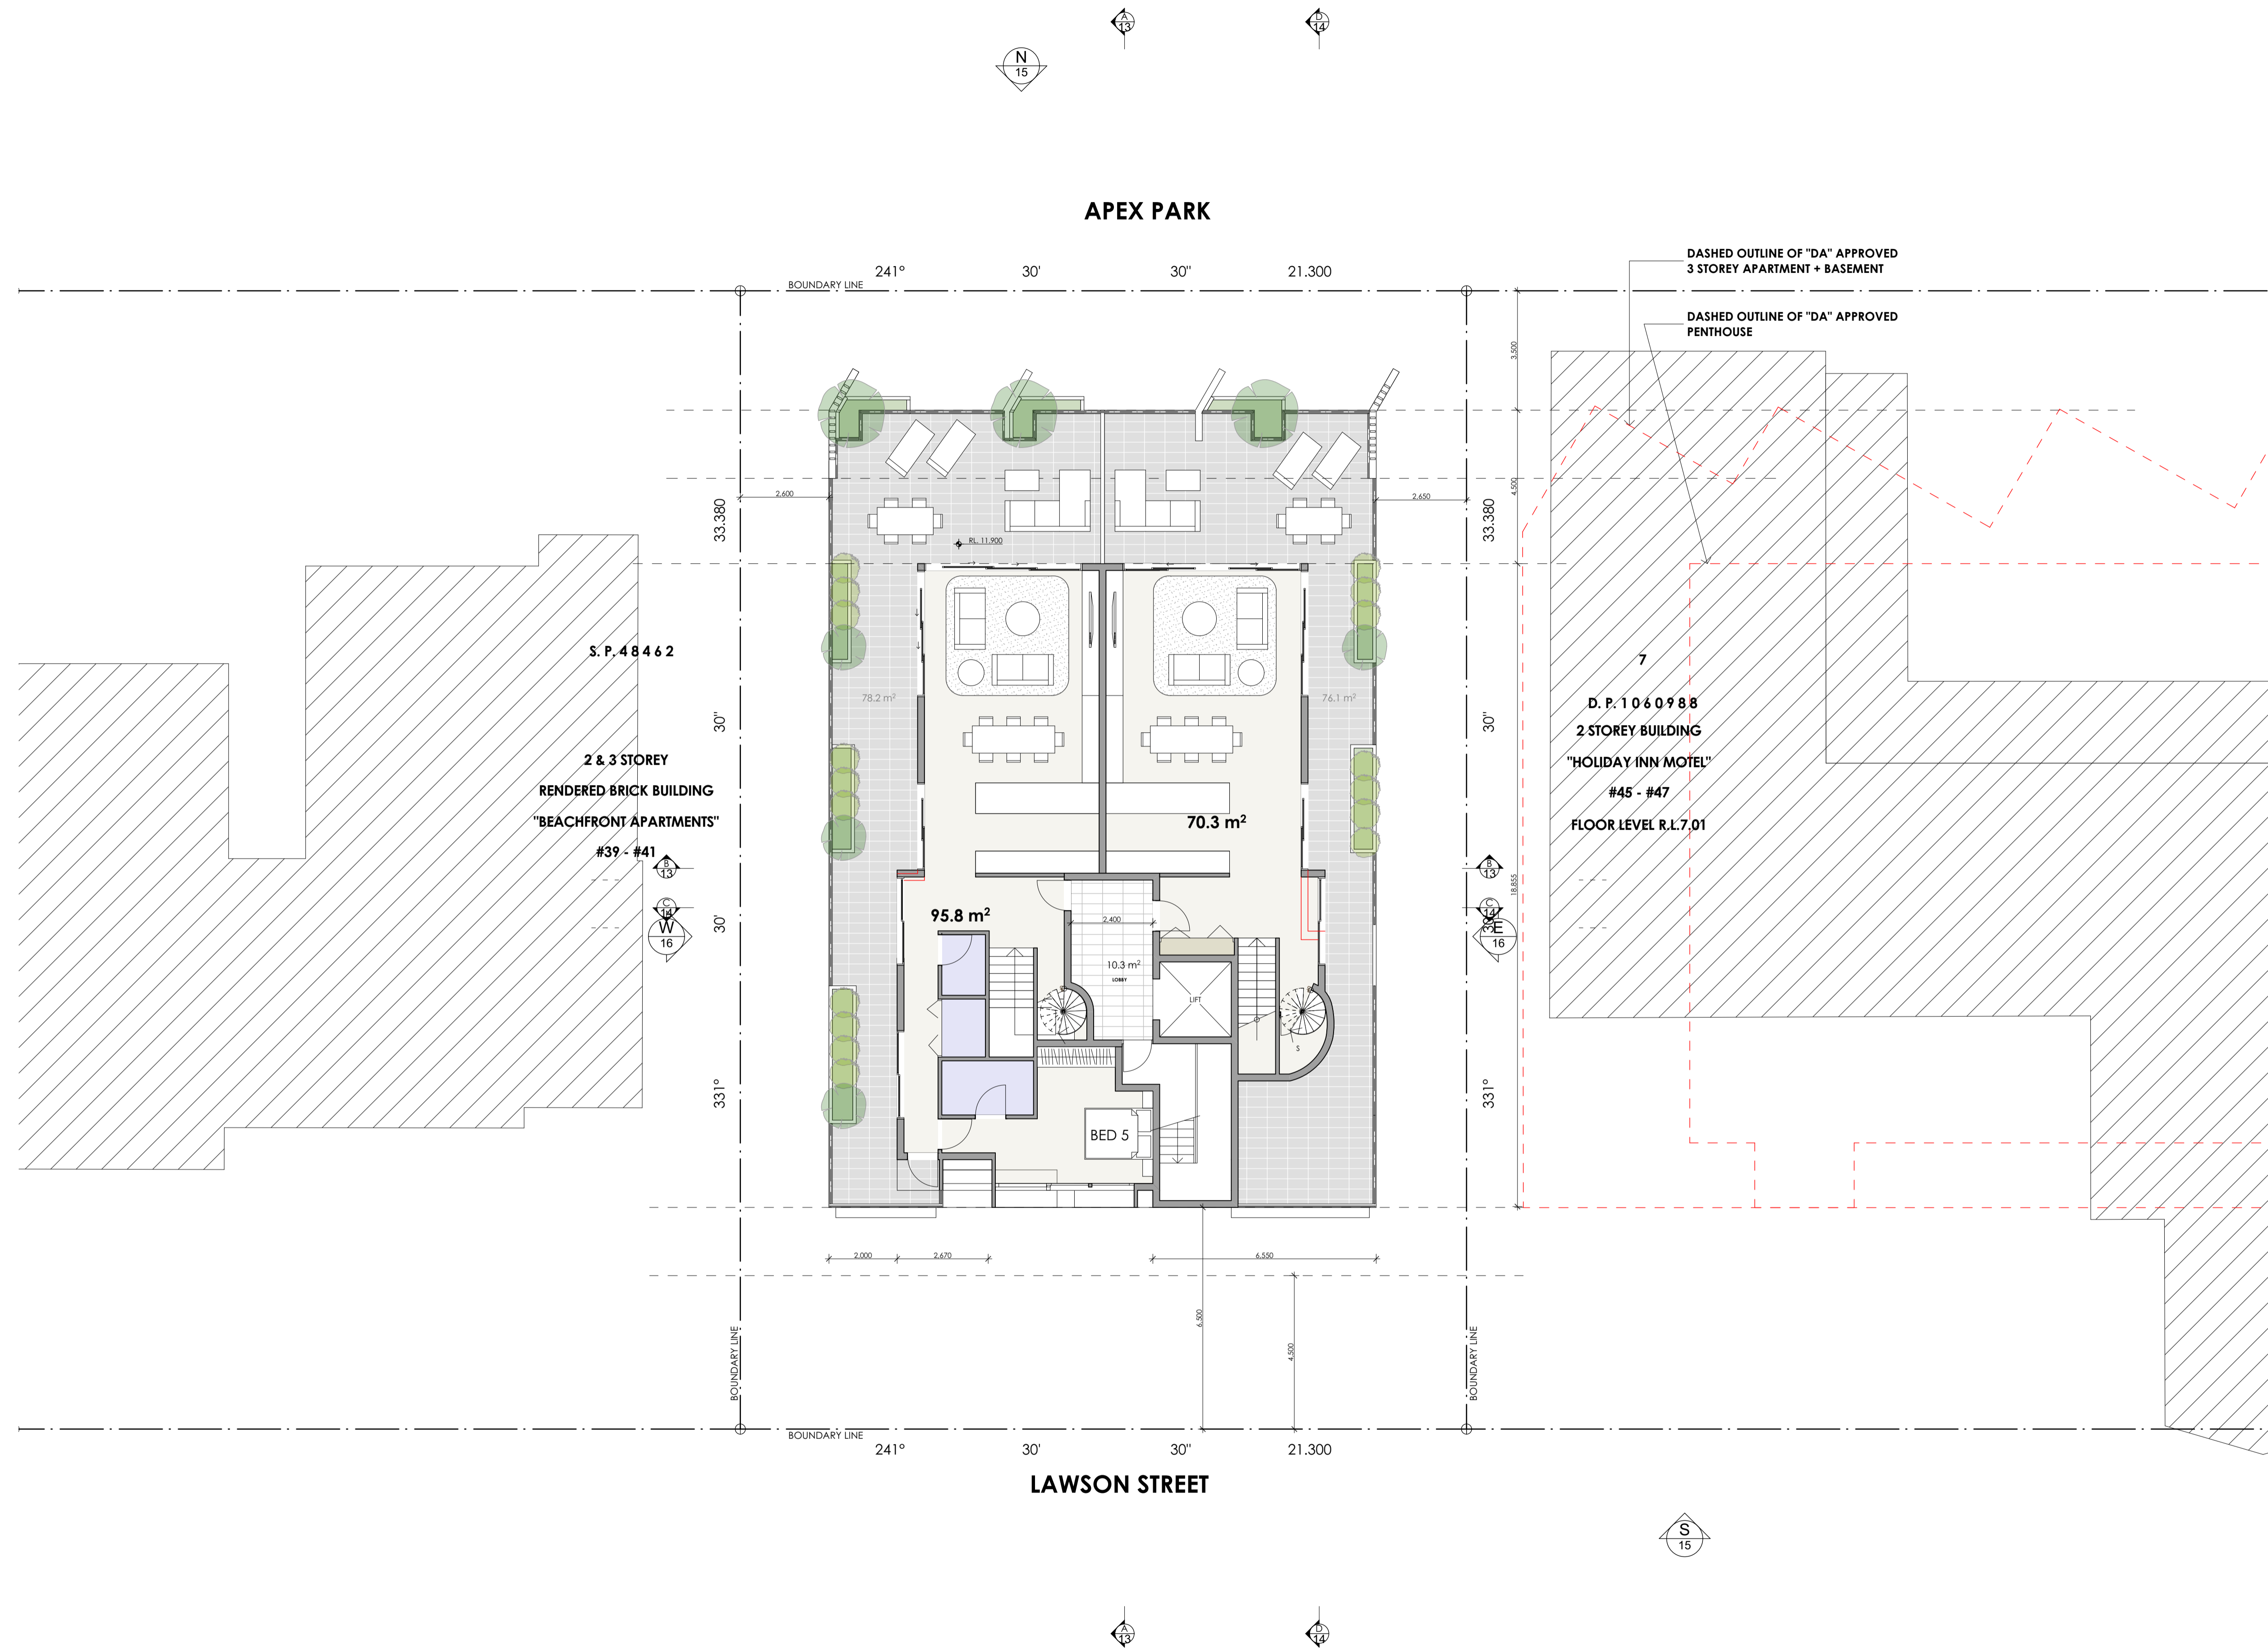 A
13
D
14
N
15
APEX PARK
DASHED OUTLINE OF "DA" APPROVED
3 STOREY APARTMENT + BASEMENT
241°
30'
30"
21.300
BOUNDARY LINE
DASHED OUTLINE OF "DA" APPROVED
PENTHOUSE
3,500
4,500
2,600
2,650
33.380
33.380
RL. 11.900
S. P. 4 8 4 6 2
7
78.2 m²
76.1 m²
D. P. 1 0 6 0 9 8 8
30"
30"
2 STOREY BUILDING
2 & 3 STOREY
"HOLIDAY INN MOTEL"
RENDERED BRICK BUILDING
#45 - #47
"BEACHFRONT APARTMENTS"
70.3 m²
FLOOR LEVEL R.L.7.01
#39 - #41
B
13
B
13
18,855
C
14
C
14
W
16
E
16
30'
30'
95.8 m²
2,400
10.3 m²
LOBBY
LIFT
S
331°
331°
BED 5
2,000
2,670
6,550
6,500
4,500
BOUNDARY LINE
BOUNDARY LINE
BOUNDARY LINE
241°
30'
30"
21.300
LAWSON STREET
S
15
A
13
D
14